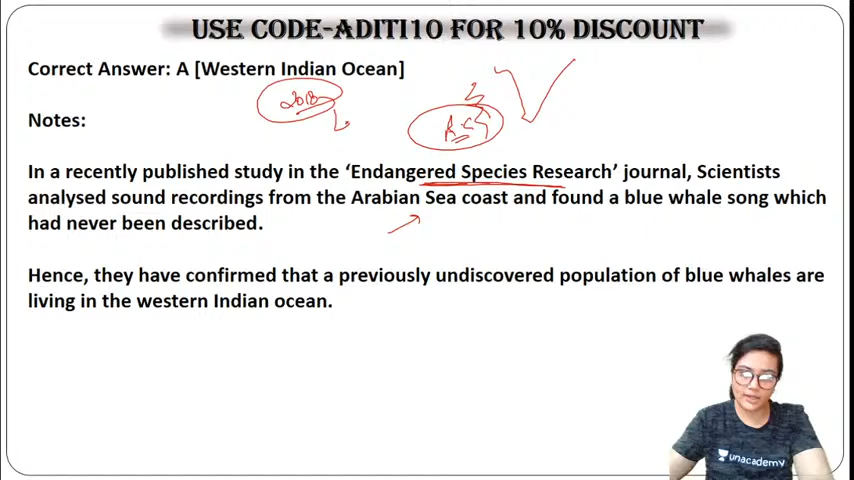 USE CODE-ADITI10 FOR 10% DISCOUNT
Correct Answer: A [Western Indian Ocean]
Notes:
In a recently published study in the ‘Endangered Species Research’ journal, Scientists
analysed sound recordings from the Arabian Sea coast and found a blue whale song which
had never been described.
Hence, they have confirmed that a previously undiscovered population of blue whales are
living in the western Indian ocean.
unacademy